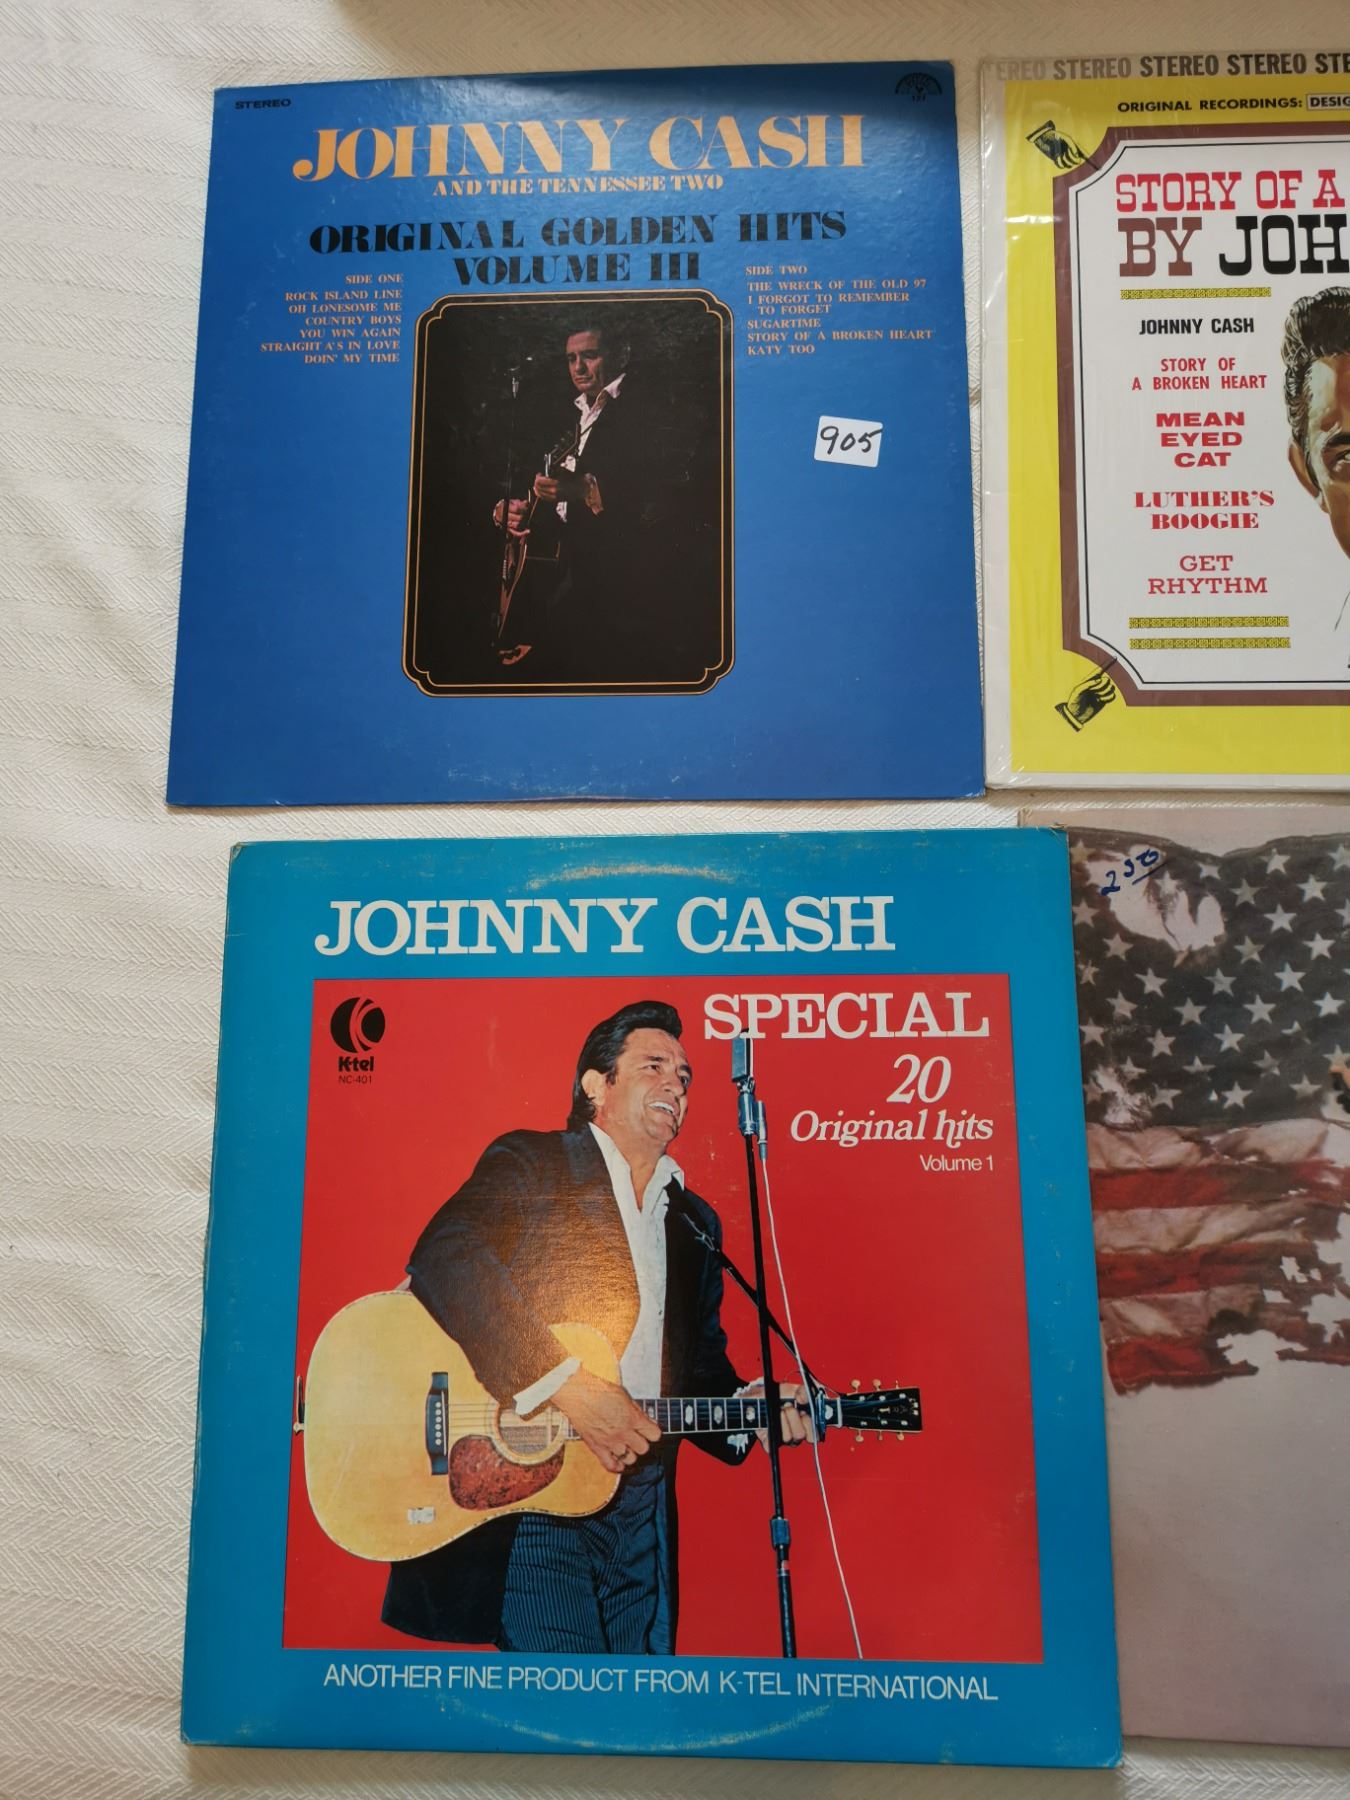 STEREO
JOHNNY CASH
AND THE TENNESSEE TWO
ORIGINAL GOLDEN HITS
VOLUME III
SIDE ONE
ROCK ISLAND LINE
OH LONESOME ME
COUNTRY BOYS
YOU WIN AGAIN
STRAIGHT A'S IN LOVE
DOIN' MY TIME
SIDE TWO
THE WRECK OF THE OLD 97
I FORGOT TO REMEMBER
TO FORGET
SUGARTIME
STORY OF A BROKEN HEART
KATY TOO
905
STEREO STEREO STEREO
ORIGINAL RECORDINGS:
STORY OF A
BY
JOHNNY CASH
STORY OF
A BROKEN HEART
MEAN
EYED
CAT
LUTHER'S
BOOGIE
GET
RHYTHM
JOHNNY CASH
K-tel
NC-401
SPECIAL
20
Original hits
Volume 1
ANOTHER FINE PRODUCT FROM K-TEL INTERNATIONAL
250